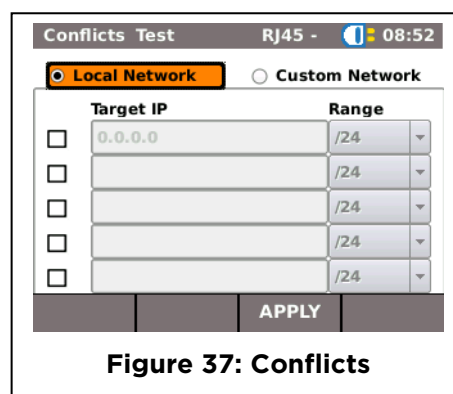 Conflicts Test RJ45 - 08:52
Local Network Custom Network
Target IP Range
0.0.0.0 /24
/24
/24
/24
/24
APPLY
Figure 37: Conflicts